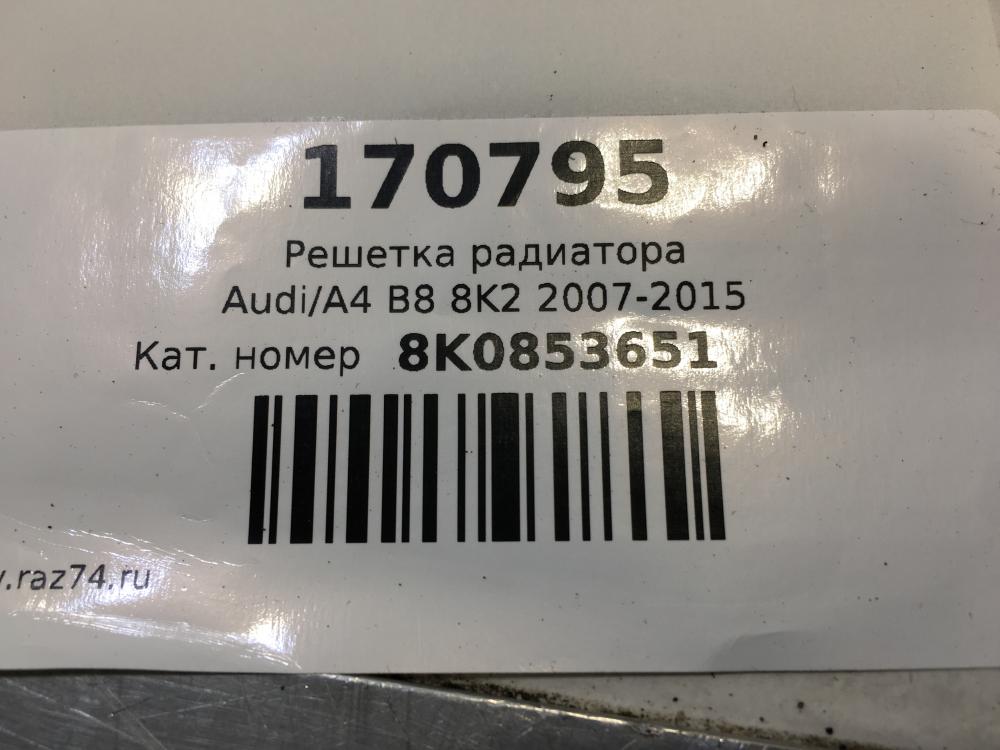 170795
Решетка радиатора
Audi/A4 B8 8K2 2007-2015
Кат. номер 8K0853651
.raz74.ru